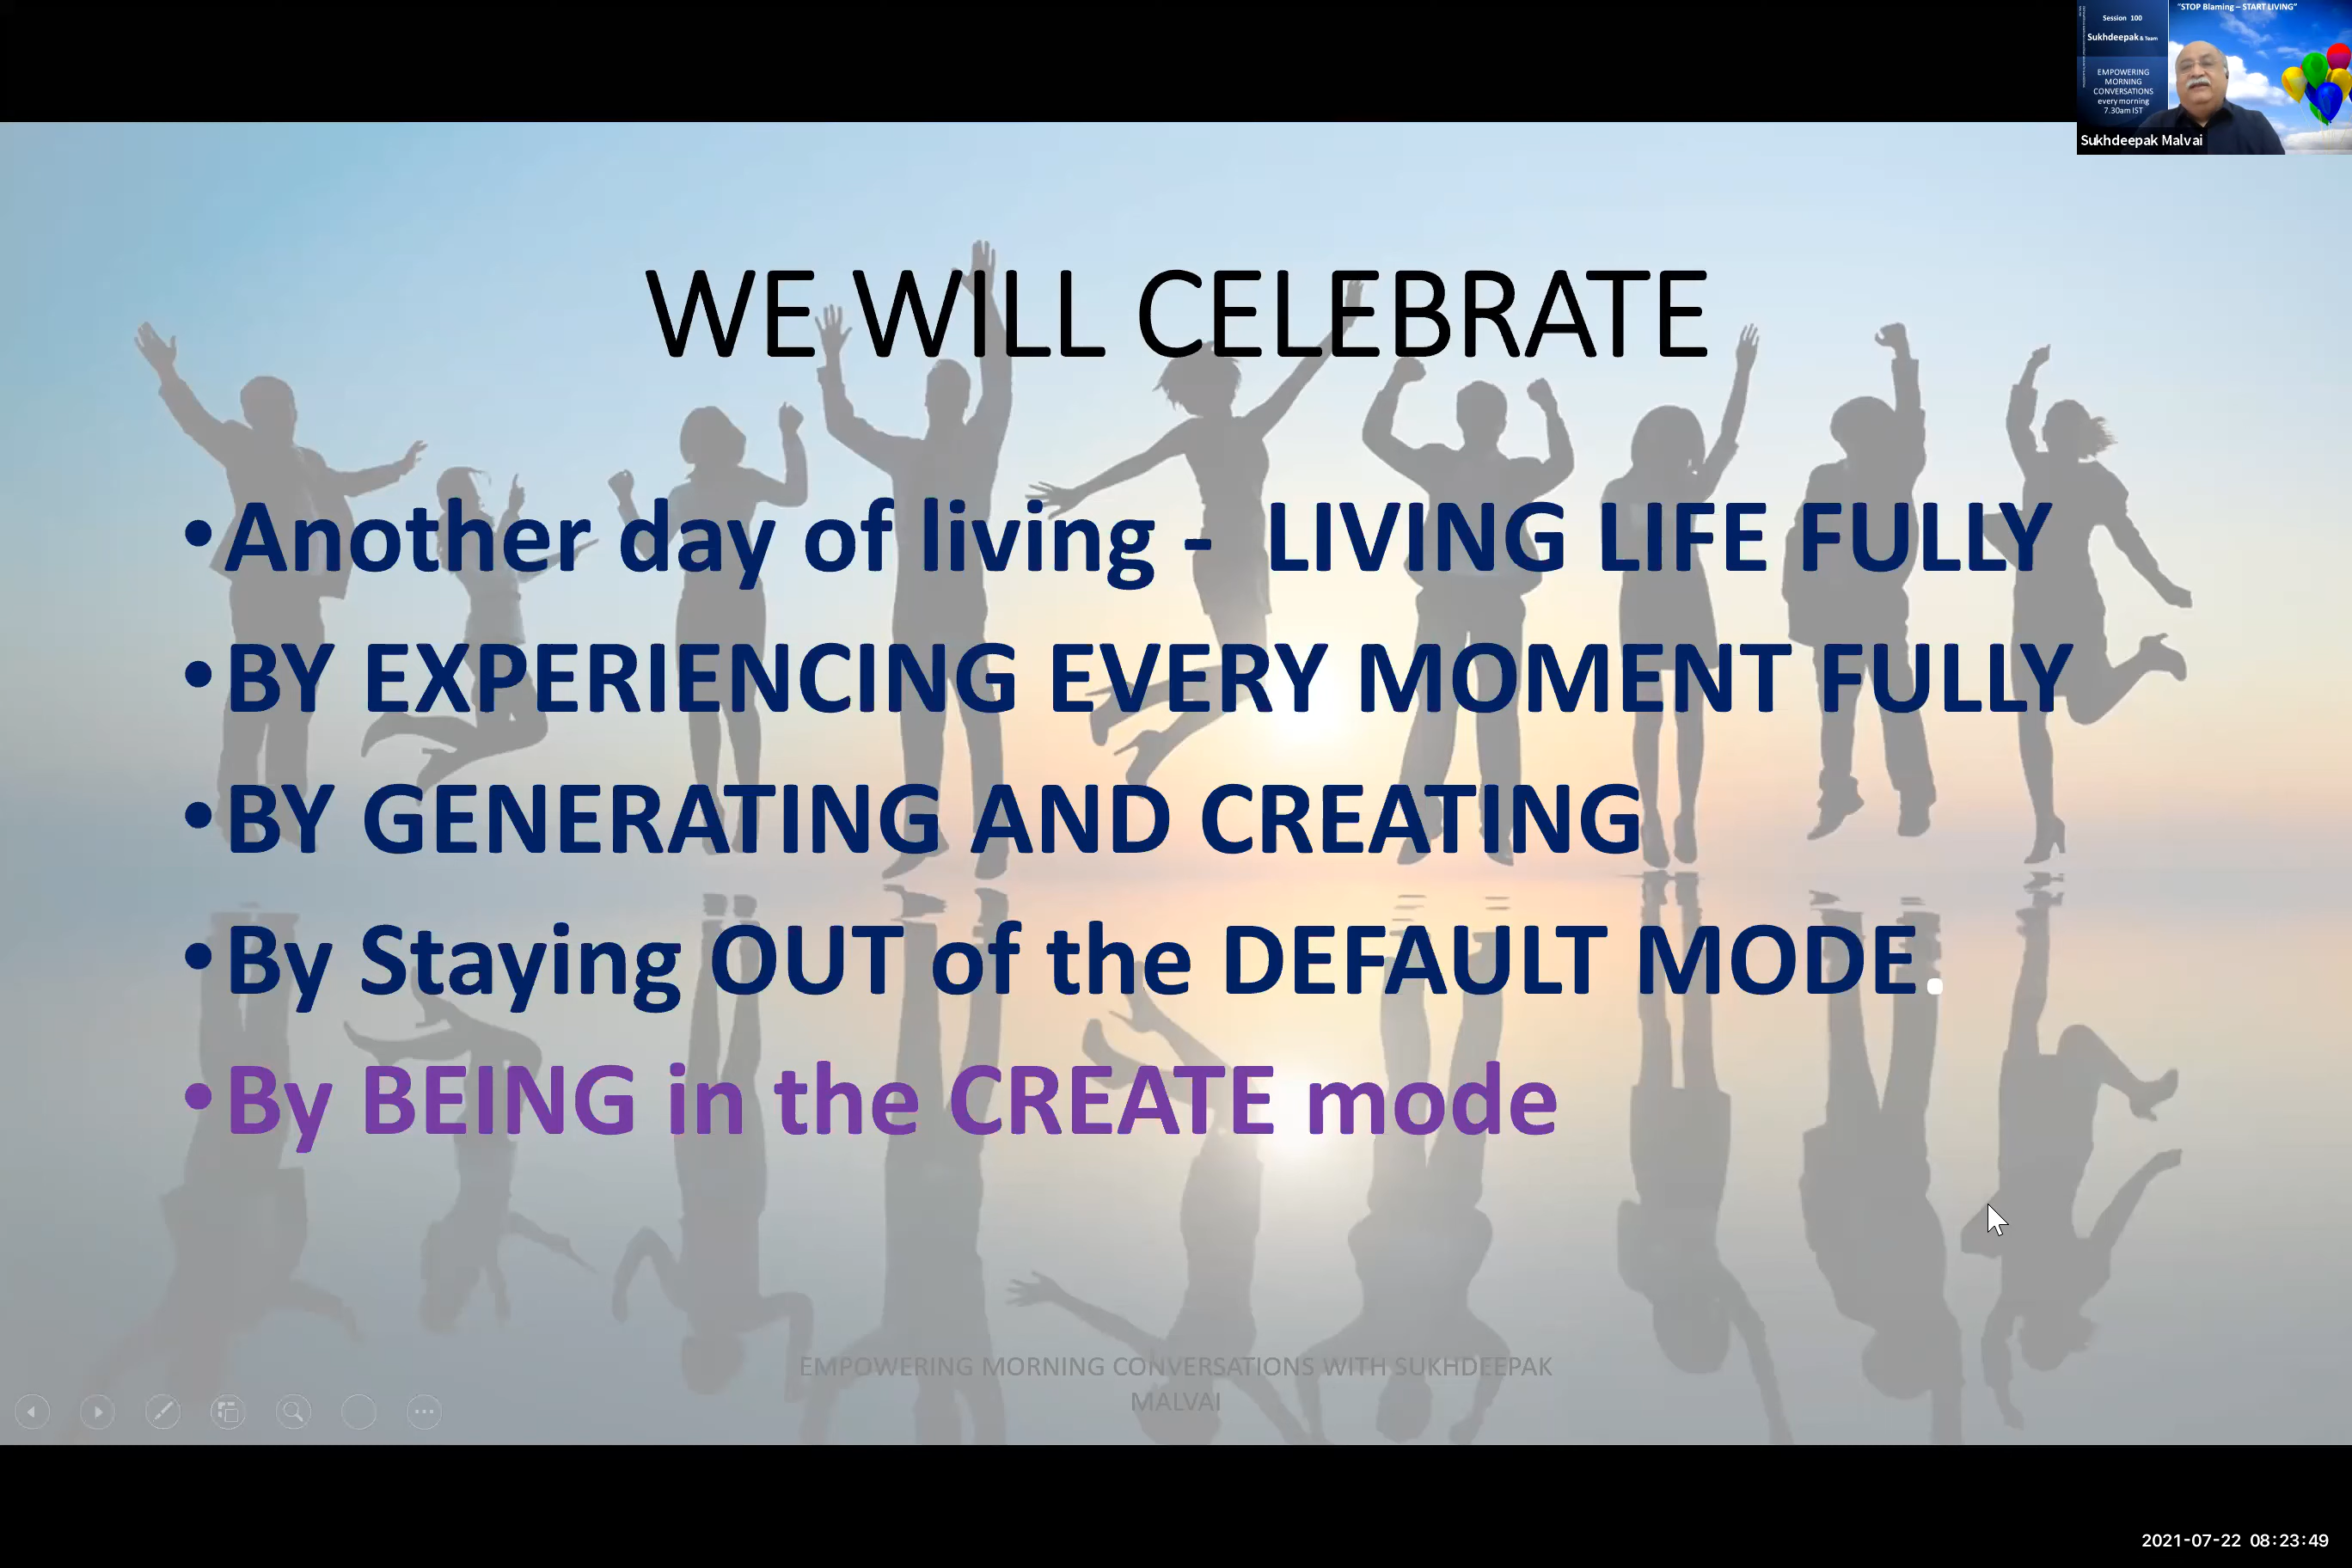 "STOP Blaming – START LIVING"
Session 100
Sukhdeepak & Team
EMPOWERING
MORNING
CONVERSATIONS
every morning
7.30am IST
Sukhdeepak Malvai
WE WILL CELEBRATE
•Another day of living - LIVING LIFE FULLY
•BY EXPERIENCING EVERY MOMENT FULLY
•BY GENERATING AND CREATING
•By Staying OUT of the DEFAULT MODE.
•By BEING in the CREATE mode
EMPOWERING MORNING CONVERSATIONS WITH SUKHDEEPAK
MALVAI
2021-07-22 08:23:49